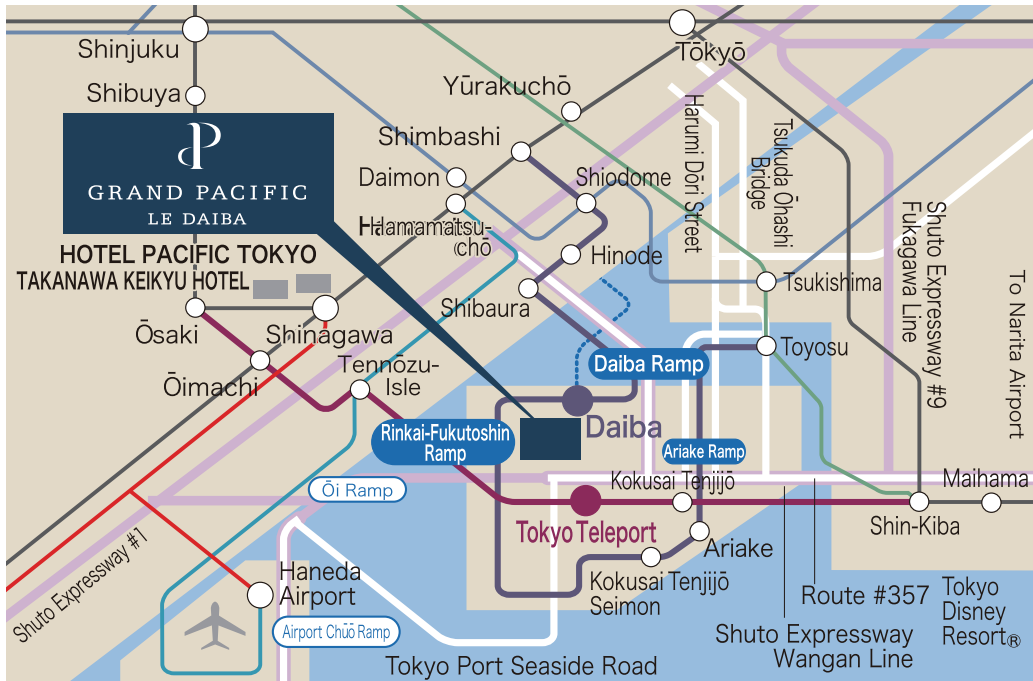 Shinjuku
Tōkyō
Shibuya
Yūrakuchō
Shimbashi
Daimon
Shiodome
Harumi Dōri Street
Tsukuda Ōhashi
Bridge
GRAND PACIFIC
LE DAIBA
Hamamatsu-
chō
Shuto Expressway #9
Fukagawa Line
HOTEL PACIFIC TOKYO
TAKANAWA KEIKYU HOTEL
Hinode
Tsukishima
To Narita Airport
Shibaura
Ōsaki
Shinagawa
Toyosu
Ōimachi
Tennōzu-
Isle
Daiba Ramp
Daiba
Rinkai-Fukutoshin
Ramp
Ariake Ramp
Kokusai Tenjijō
Ōi Ramp
Maihama
Tokyo Teleport
Shin-Kiba
Ariake
Shuto Expressway #1
Haneda
Airport
Kokusai Tenjijō
Seimon
Route #357
Tokyo
Disney
Resort®
Airport Chūō Ramp
Shuto Expressway
Wangan Line
Tokyo Port Seaside Road